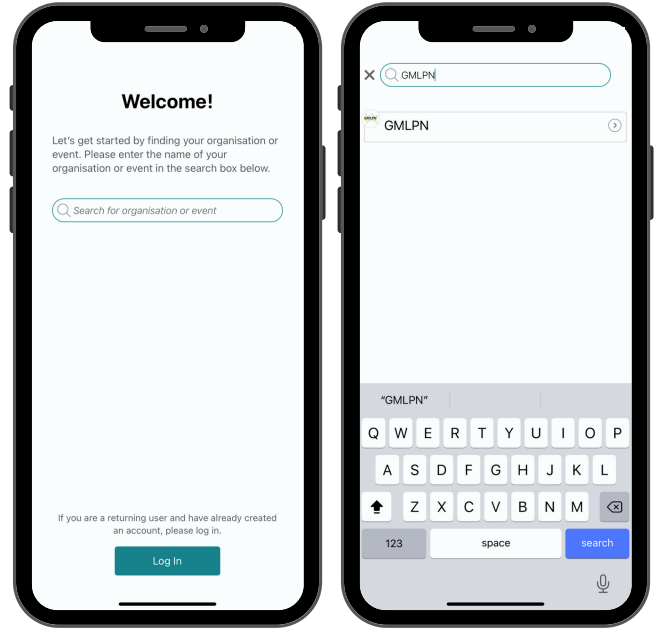 Welcome!
Let's get started by finding your organisation or
event. Please enter the name of your
organisation or event in the search box below.
Search for organisation or event
If you are a returning user and have already created
an account, please log in.
Log In
GMLPN
GMLPN
"GMLPN"
Q W E R T Y U I O P
A S D F G H J K L
Z X C V B N M
123 space search